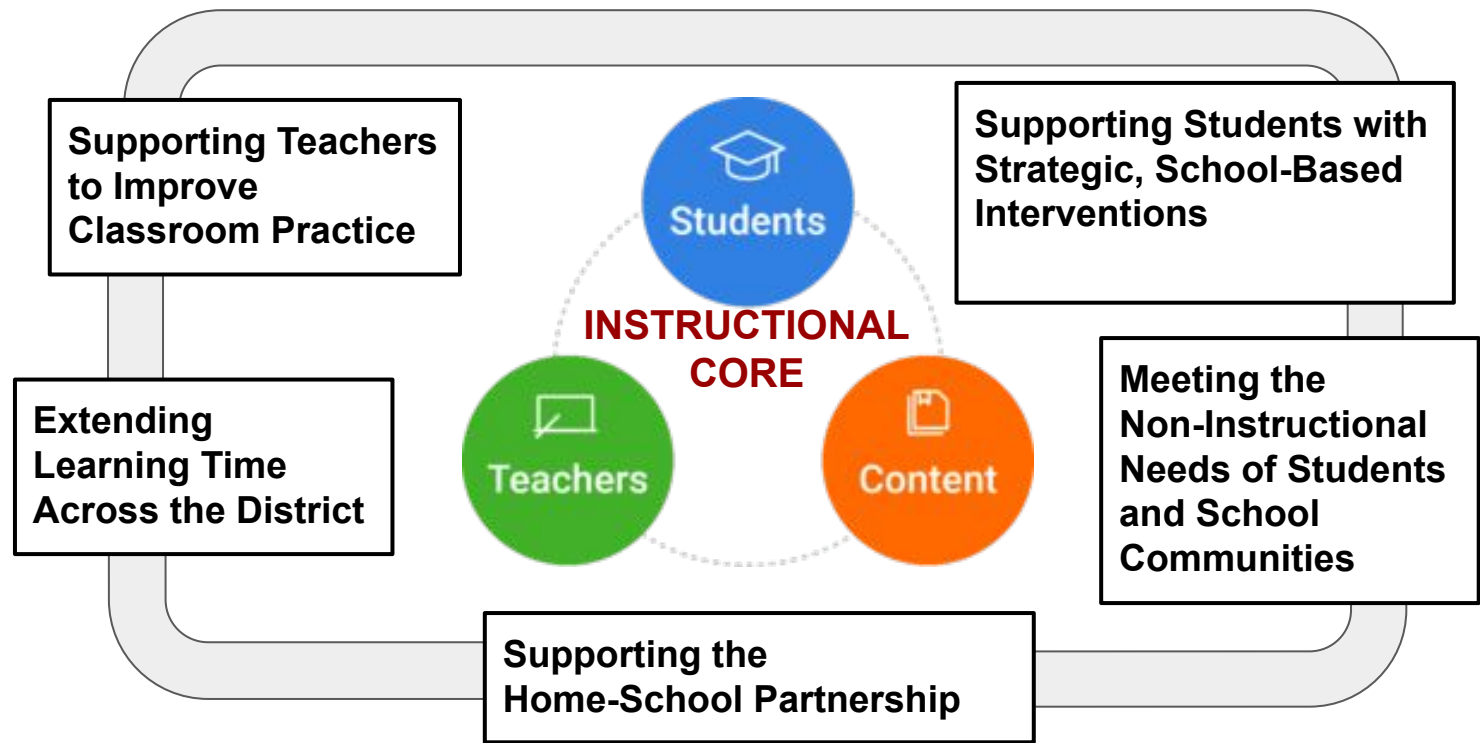 Supporting Teachers
to Improve
Classroom Practice
Supporting Students with
Strategic, School-Based
Interventions
Students
INSTRUCTIONAL
CORE
Teachers
Content
Extending
Learning Time
Across the District
Meeting the
Non-Instructional
Needs of Students
and School
Communities
Supporting the
Home-School Partnership